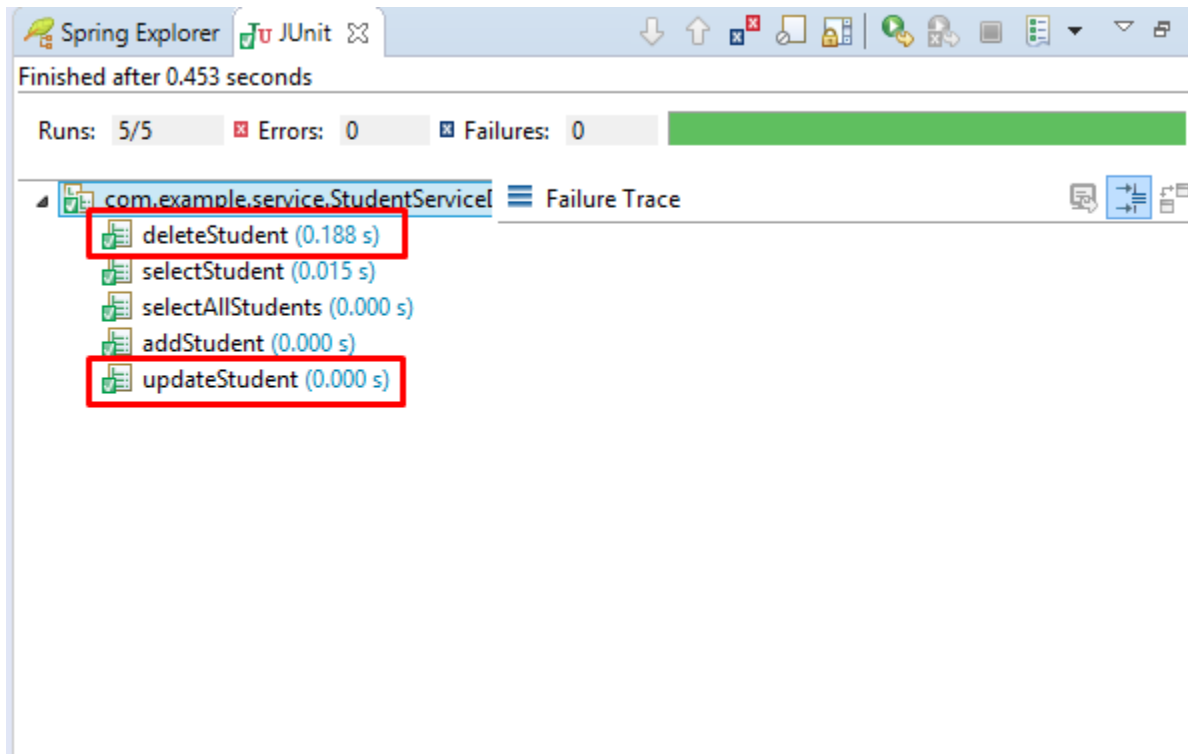 Spring Explorer JUnit
Finished after 0.453 seconds
Runs: 5/5 Errors: 0 Failures: 0
com.example.service.StudentService Failure Trace
deleteStudent (0.188 s)
selectStudent (0.015 s)
selectAllStudents (0.000 s)
addStudent (0.000 s)
updateStudent (0.000 s)